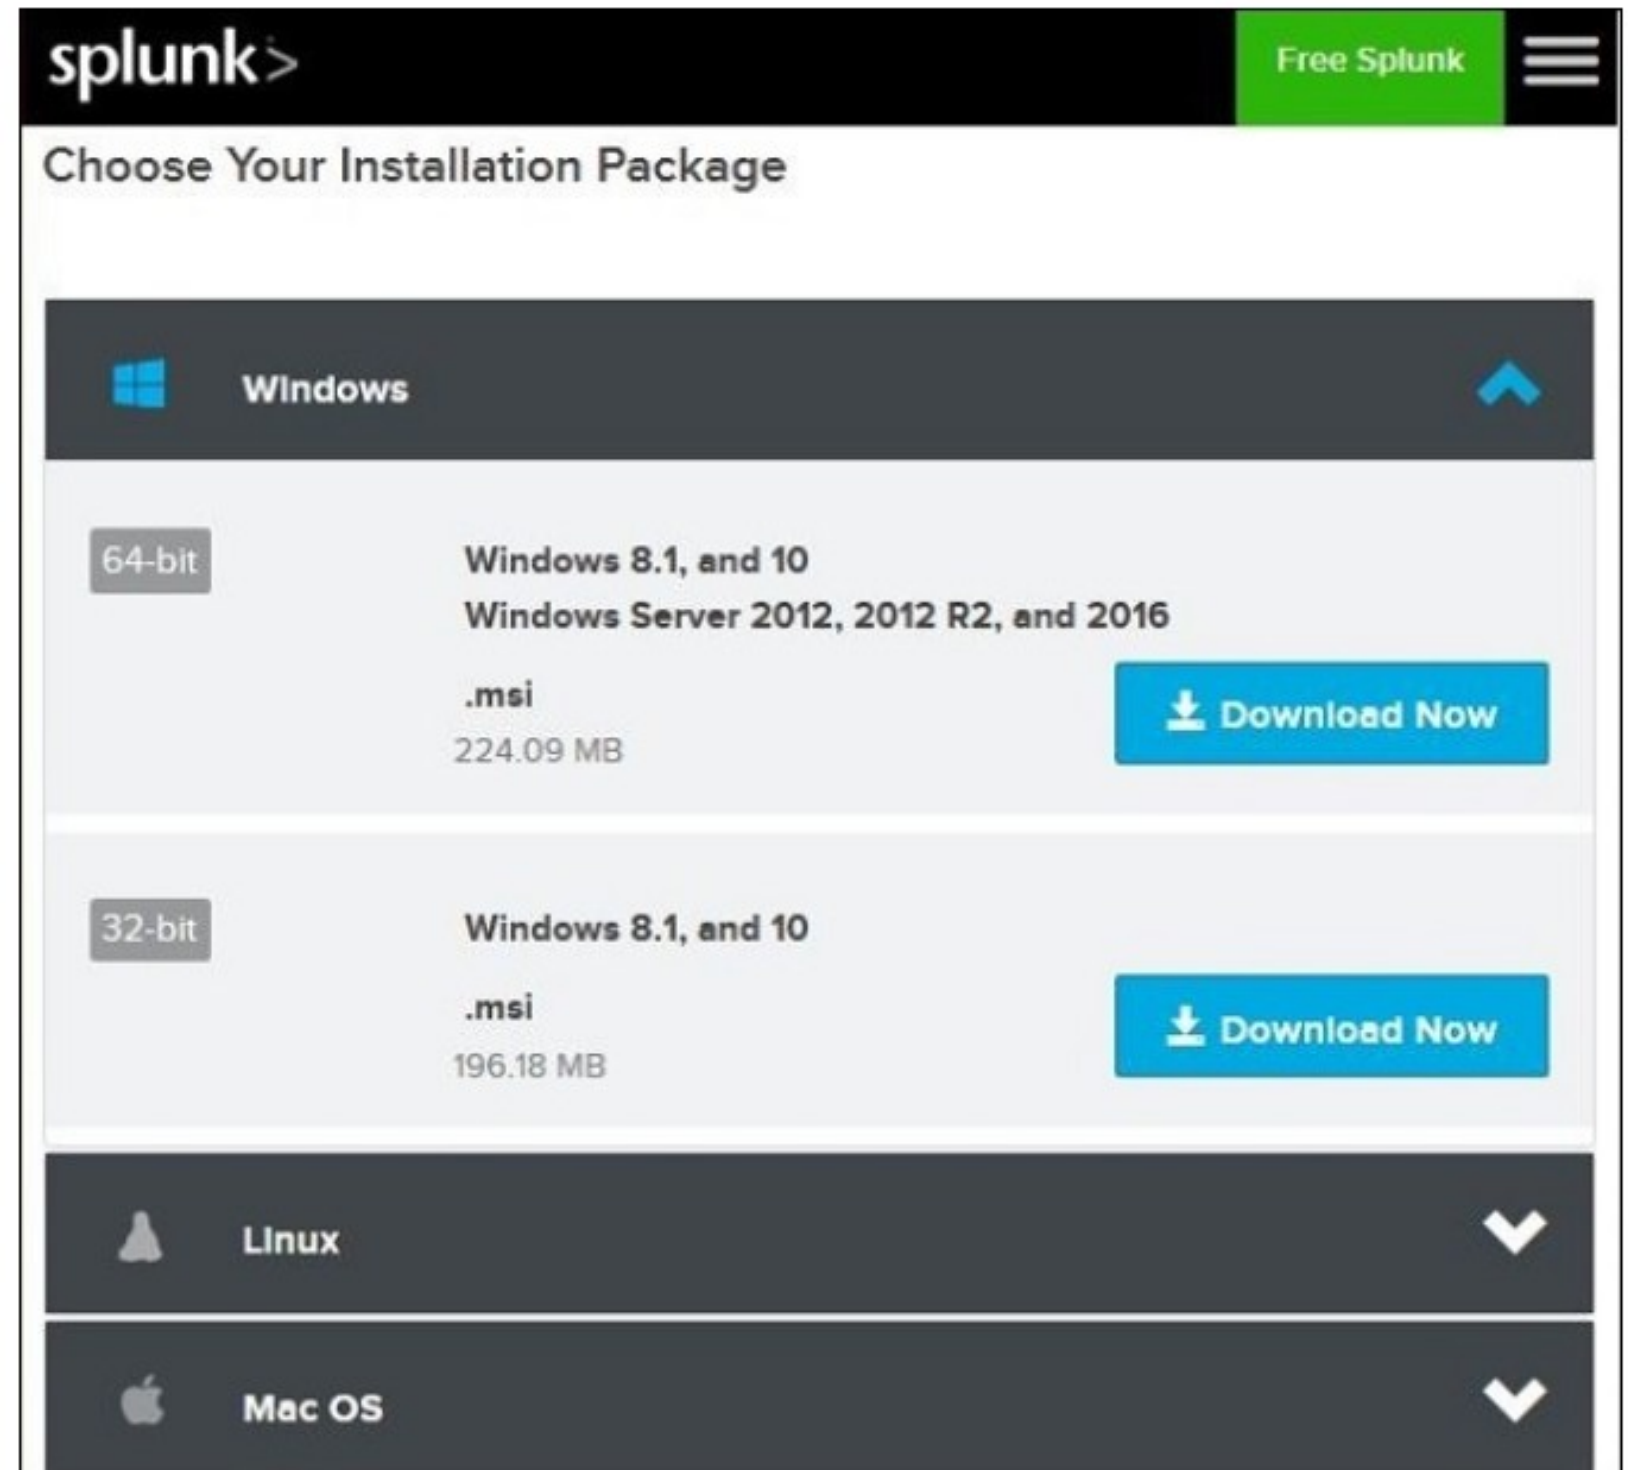 splunk>
Free Splunk
Choose Your Installation Package
Windows
64-bit
Windows 8.1, and 10
Windows Server 2012, 2012 R2, and 2016
.msi
224.09 MB
Download Now
32-bit
Windows 8.1, and 10
.msi
196.18 MB
Download Now
Linux
Mac OS